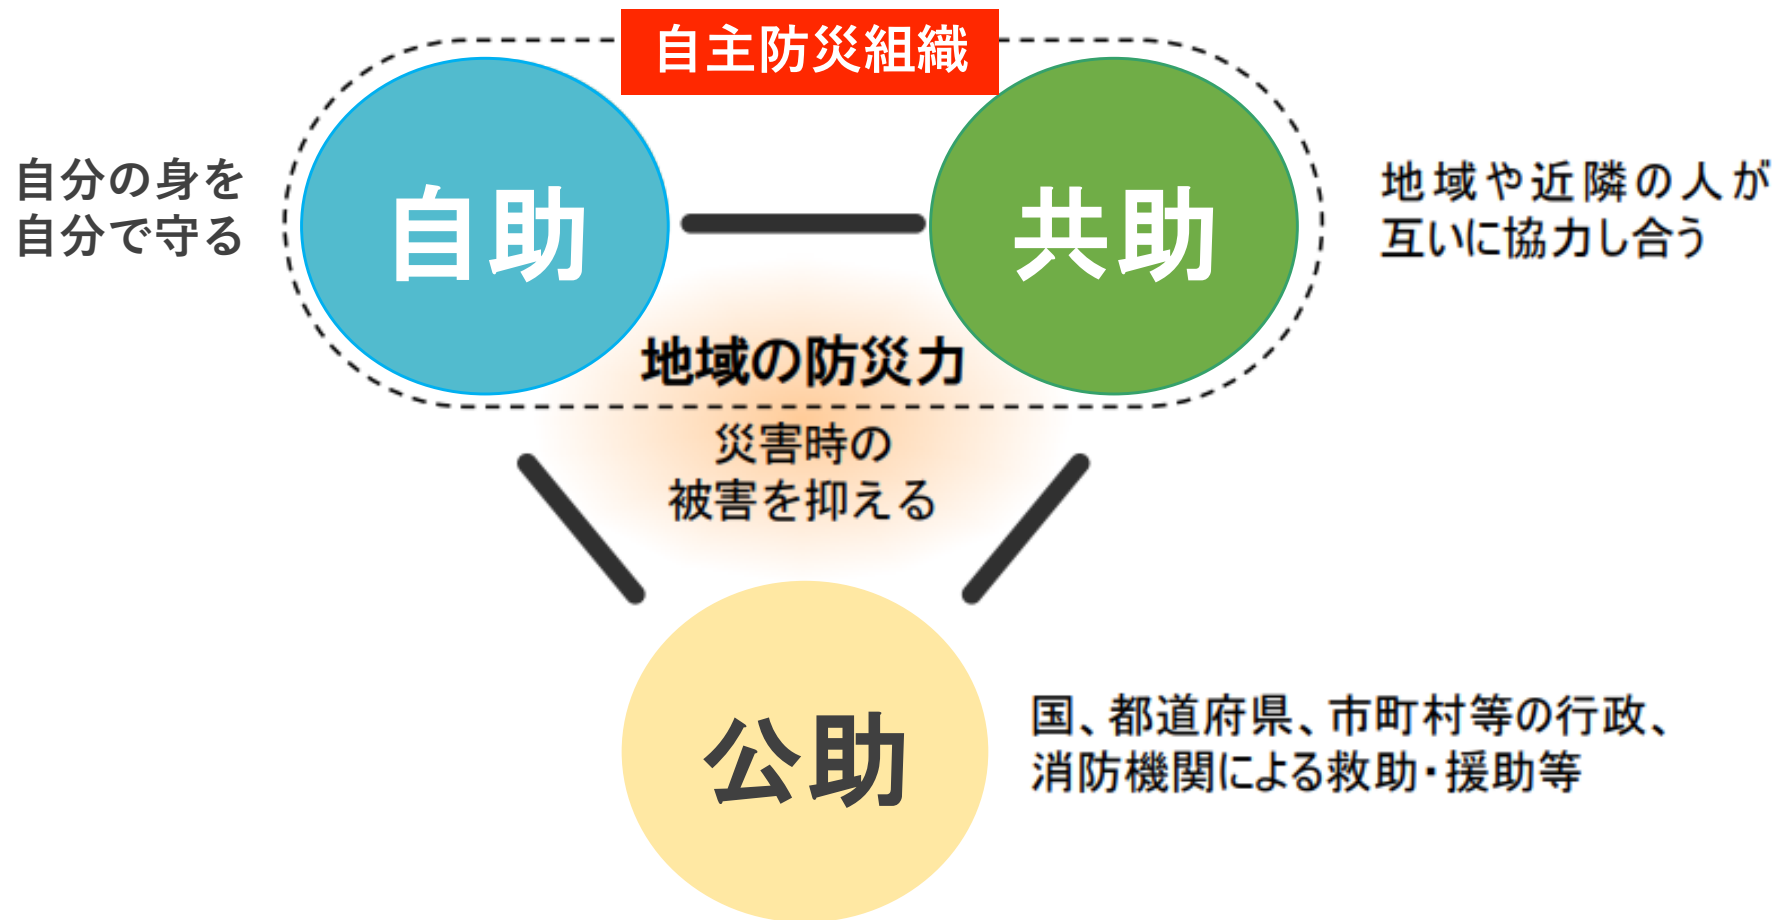 自主防災組織
自分の身を
自分で守る
自助
共助
地域や近隣の人が
互いに協力し合う
地域の防災力
災害時の
被害を抑える
公助
国、都道府県、市町村等の行政、
消防機関による救助・援助等